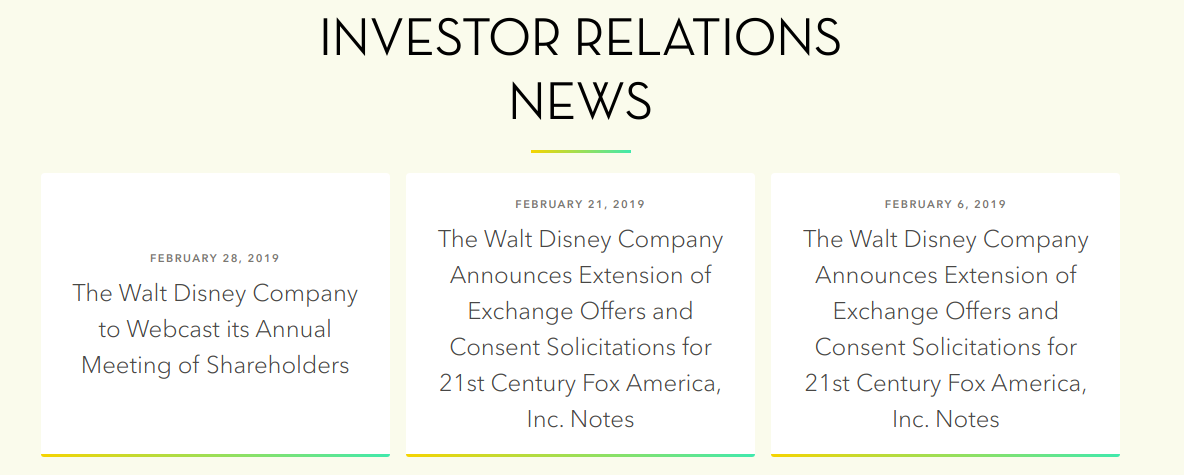 INVESTOR RELATIONS
NEWS
FEBRUARY 28, 2019
The Walt Disney Company
to Webcast its Annual
Meeting of Shareholders
FEBRUARY 21, 2019
The Walt Disney Company
Announces Extension of
Exchange Offers and
Consent Solicitations for
21st Century Fox America,
Inc. Notes
FEBRUARY 6, 2019
The Walt Disney Company
Announces Extension of
Exchange Offers and
Consent Solicitations for
21st Century Fox America,
Inc. Notes